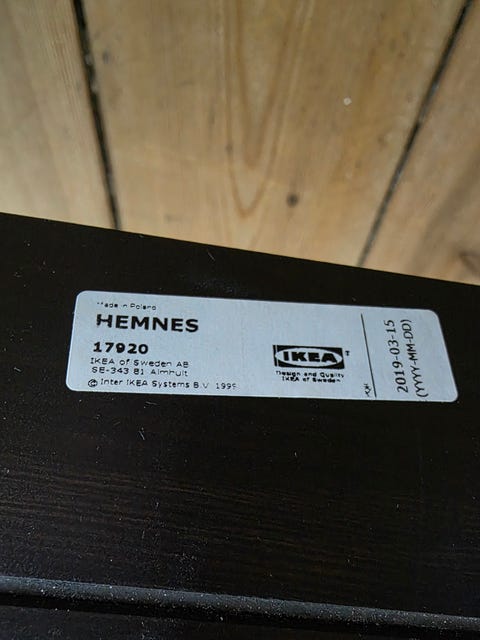 Made in Poland
HEMNES
17920
IKEA of Sweden AB
SE-343 81 Älmhult
© Inter IKEA Systems B.V. 1999
IKEA
Design and Quality
IKEA of Sweden
2019-03-15
(YYYY-MM-DD)